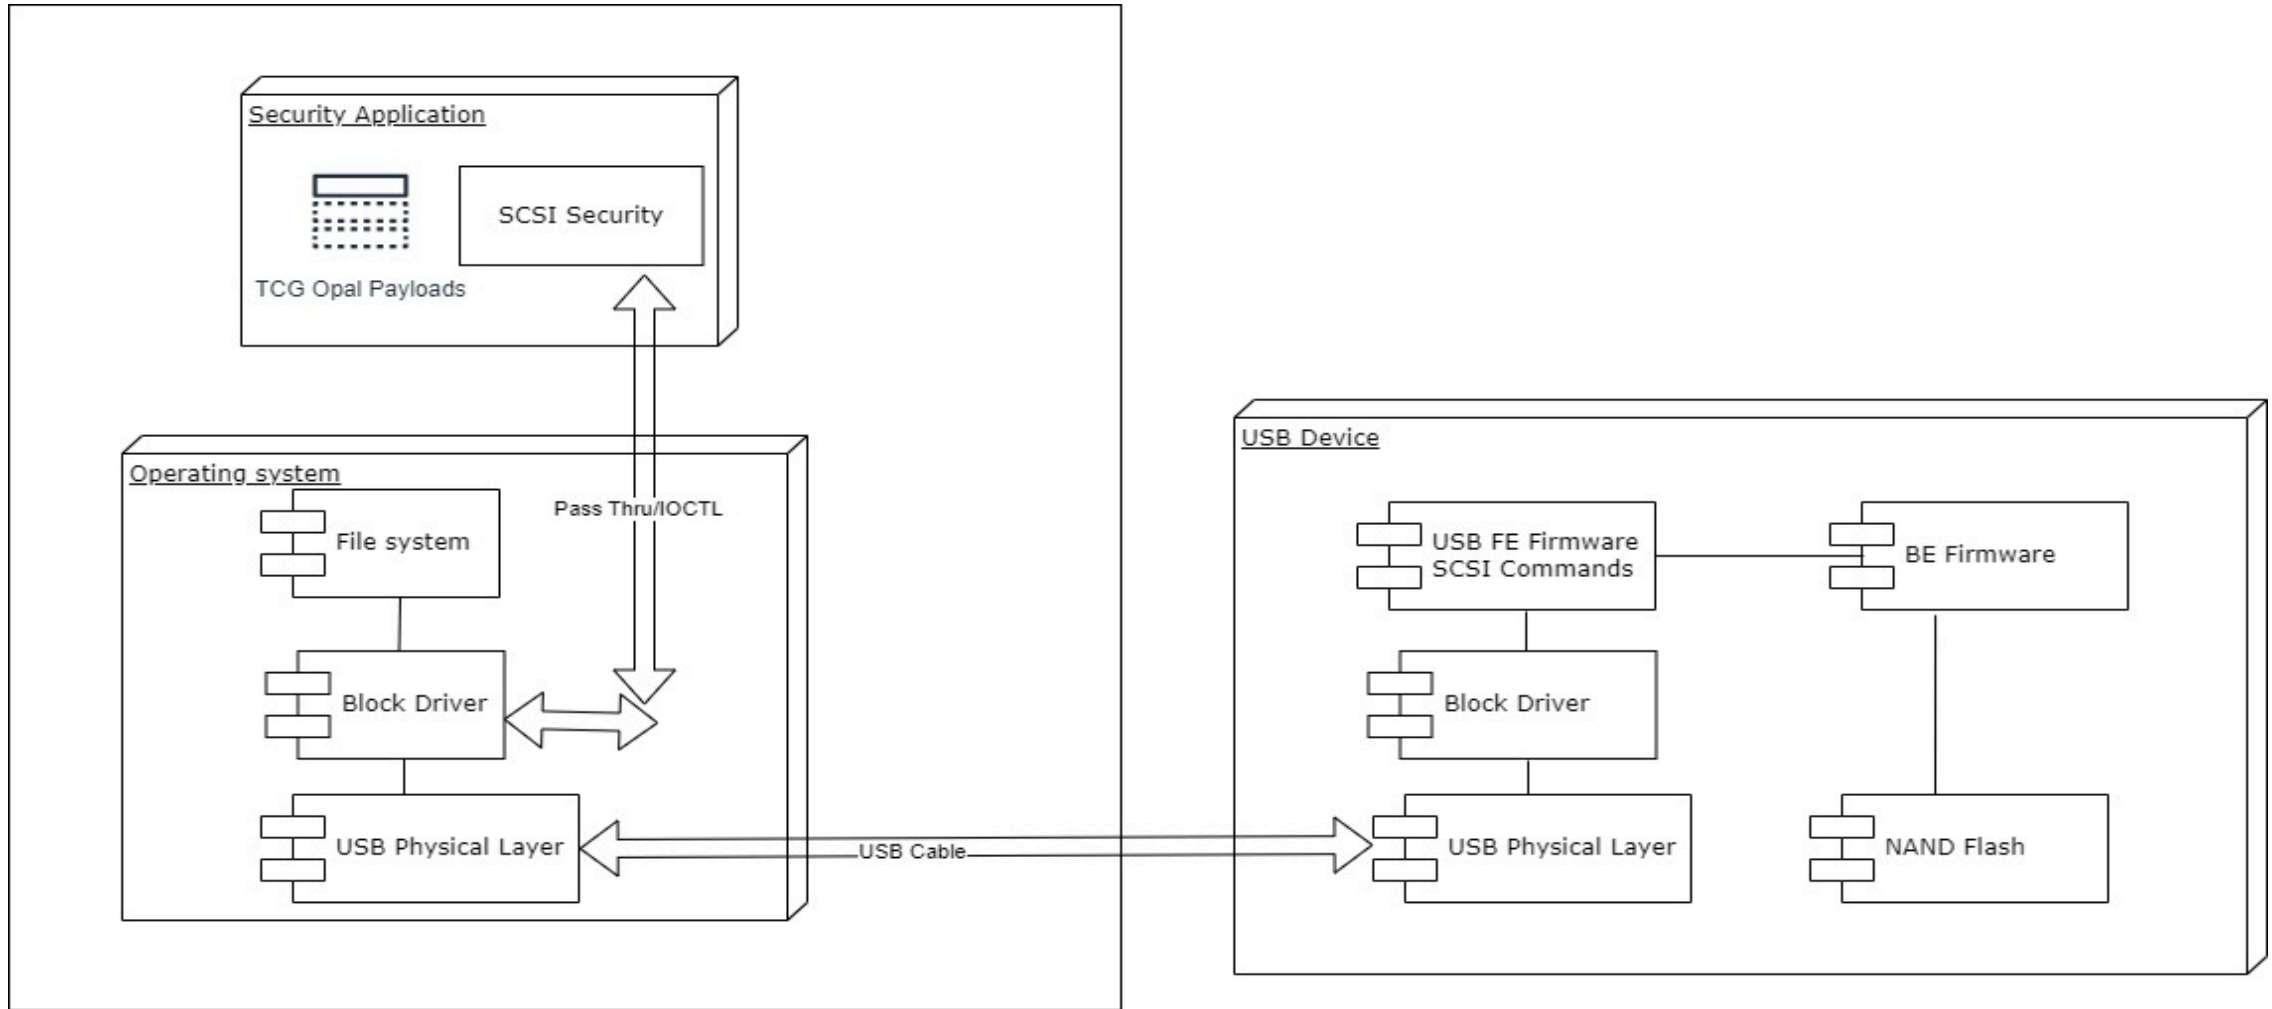 Security Application
SCSI Security
TCG Opal Payloads
Operating system
File system
Pass Thru/IOCTL
Block Driver
USB Physical Layer
USB Cable
USB Device
USB FE Firmware
SCSI Commands
BE Firmware
Block Driver
USB Physical Layer
NAND Flash